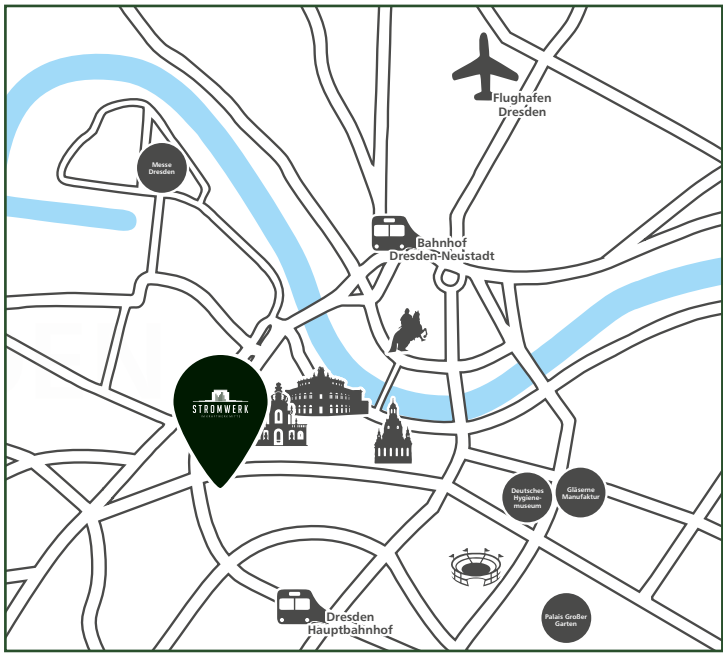 Flughafen
Dresden
Messe
Dresden
Bahnhof
Dresden-Neustadt
STROMWERK
Deutsches
Hygiene-
museum
Gläserne
Manufaktur
Dresden
Hauptbahnhof
Palais Großer
Garten